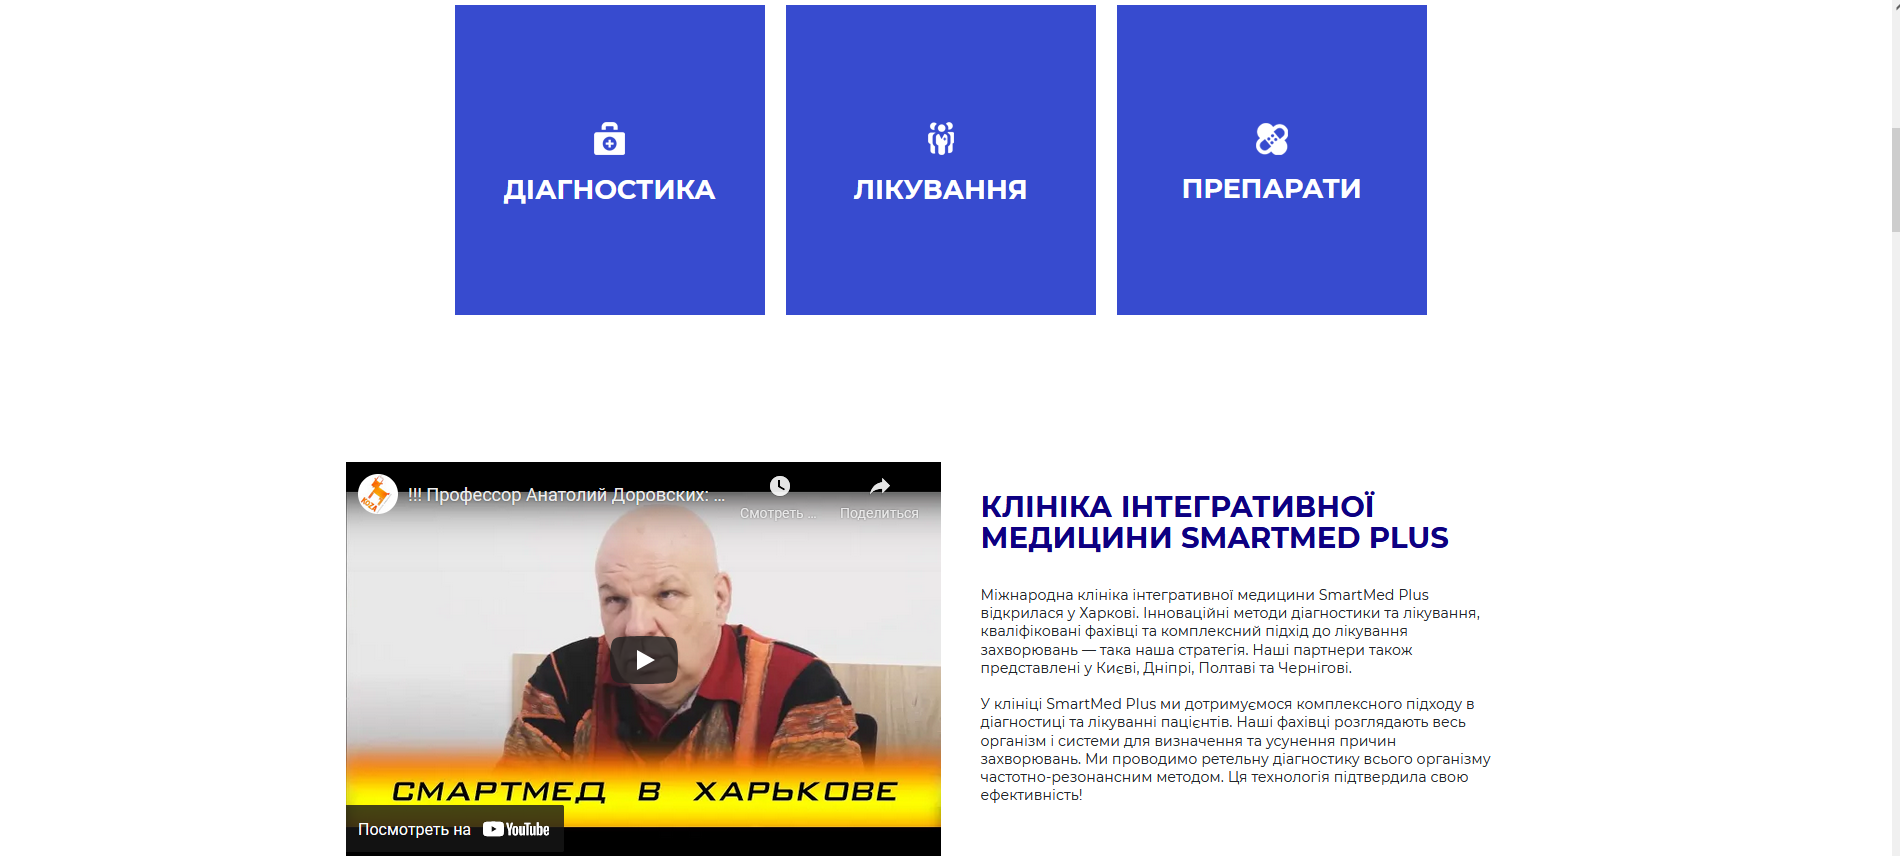 ДІАГНОСТИКА
ЛІКУВАННЯ
ПРЕПАРАТИ
KOZA
!!! Профессор Анатолий Доровских: ...
Смотреть ...
Поделиться
СМАРТМЕД В ХАРЬКОВЕ
Посмотреть на YouTube
КЛІНІКА ІНТЕГРАТИВНОЇ
МЕДИЦИНИ SMARTMED PLUS
Міжнародна клініка інтегративної медицини SmartMed Plus
відкрилася у Харкові. Інноваційні методи діагностики та лікування,
кваліфіковані фахівці та комплексний підхід до лікування
захворювань — така наша стратегія. Наші партнери також
представлені у Києві, Дніпрі, Полтаві та Чернігові.
У клініці SmartMed Plus ми дотримуємося комплексного підходу в
діагностиці та лікуванні пацієнтів. Наші фахівці розглядають весь
організм і системи для визначення та усунення причин
захворювань. Ми проводимо ретельну діагностику всього організму
частотно-резонансним методом. Ця технологія підтвердила свою
ефективність!